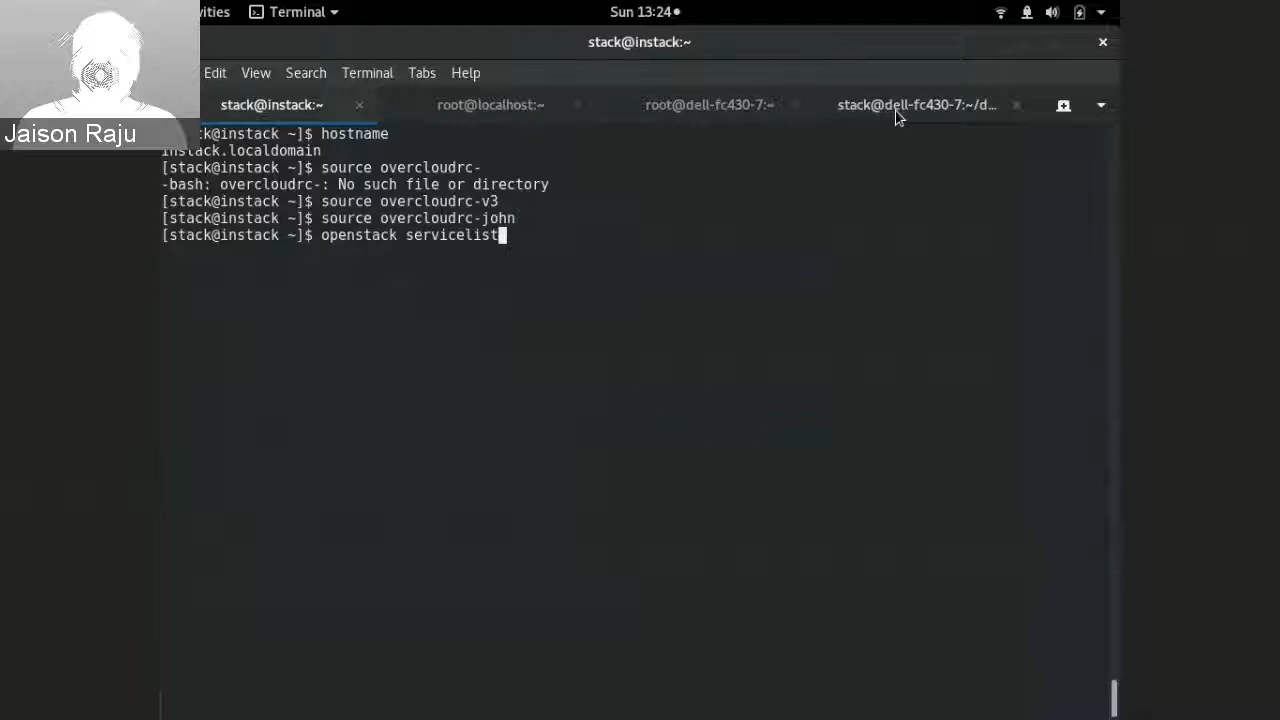 vities Terminal Sun 13:24
stack@instack:~
Edit View Search Terminal Tabs Help
stack@instack:~ root@localhost:~ root@dell-fc430-7:~ stack@dell-fc430-7:~/d...
Jaison Raju
ck@instack ~]$ hostname
instack.localdomain
[stack@instack ~]$ source overcloudrc-
-bash: overcloudrc-: No such file or directory
[stack@instack ~]$ source overcloudrc-v3
[stack@instack ~]$ source overcloudrc-john
[stack@instack ~]$ openstack servicelist